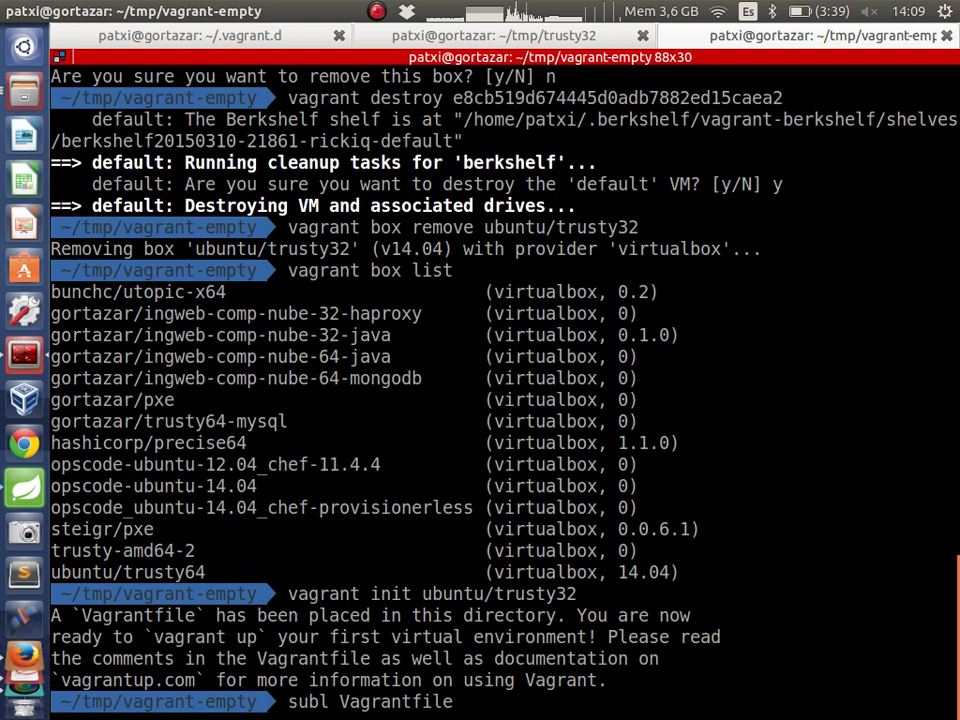 patxi@gortazar: ~/tmp/vagrant-empty
Mem 3,6 GB
Es
(3:39)
14:09
patxi@gortazar: ~/.vagrant.d
patxi@gortazar: ~/tmp/trusty32
patxi@gortazar: ~/tmp/vagrant-emp
patxi@gortazar: ~/tmp/vagrant-empty 88x30
Are you sure you want to remove this box? [y/N] n
~/tmp/vagrant-empty vagrant destroy e8cb519d674445d0adb7882ed15caea2
default: The Berkshelf shelf is at "/home/patxi/.berkshelf/vagrant-berkshelf/shelves
/berkshelf20150310-21861-rickiq-default"
==> default: Running cleanup tasks for 'berkshelf'...
default: Are you sure you want to destroy the 'default' VM? [y/N] y
==> default: Destroying VM and associated drives...
~/tmp/vagrant-empty vagrant box remove ubuntu/trusty32
Removing box 'ubuntu/trusty32' (v14.04) with provider 'virtualbox'...
~/tmp/vagrant-empty vagrant box list
bunchc/utopic-x64 (virtualbox, 0.2)
gortazar/ingweb-comp-nube-32-haproxy (virtualbox, 0)
gortazar/ingweb-comp-nube-32-java (virtualbox, 0.1.0)
gortazar/ingweb-comp-nube-64-java (virtualbox, 0)
gortazar/ingweb-comp-nube-64-mongodb (virtualbox, 0)
gortazar/pxe (virtualbox, 0)
gortazar/trusty64-mysql (virtualbox, 0)
hashicorp/precise64 (virtualbox, 1.1.0)
opscode-ubuntu-12.04_chef-11.4.4 (virtualbox, 0)
opscode-ubuntu-14.04 (virtualbox, 0)
opscode_ubuntu-14.04_chef-provisionerless (virtualbox, 0)
steigr/pxe (virtualbox, 0.0.6.1)
trusty-amd64-2 (virtualbox, 0)
ubuntu/trusty64 (virtualbox, 14.04)
~/tmp/vagrant-empty vagrant init ubuntu/trusty32
A `Vagrantfile` has been placed in this directory. You are now
ready to `vagrant up` your first virtual environment! Please read
the comments in the Vagrantfile as well as documentation on
`vagrantup.com` for more information on using Vagrant.
~/tmp/vagrant-empty subl Vagrantfile